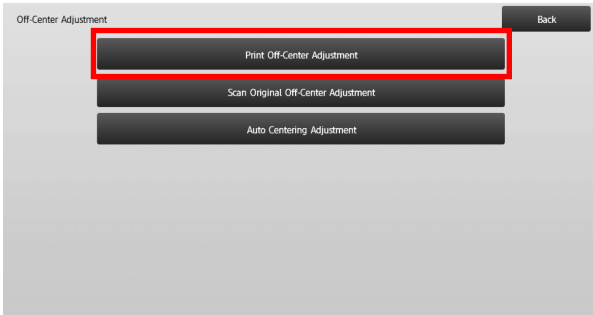 Off-Center Adjustment
Back
Print Off-Center Adjustment
Scan Original Off-Center Adjustment
Auto Centering Adjustment